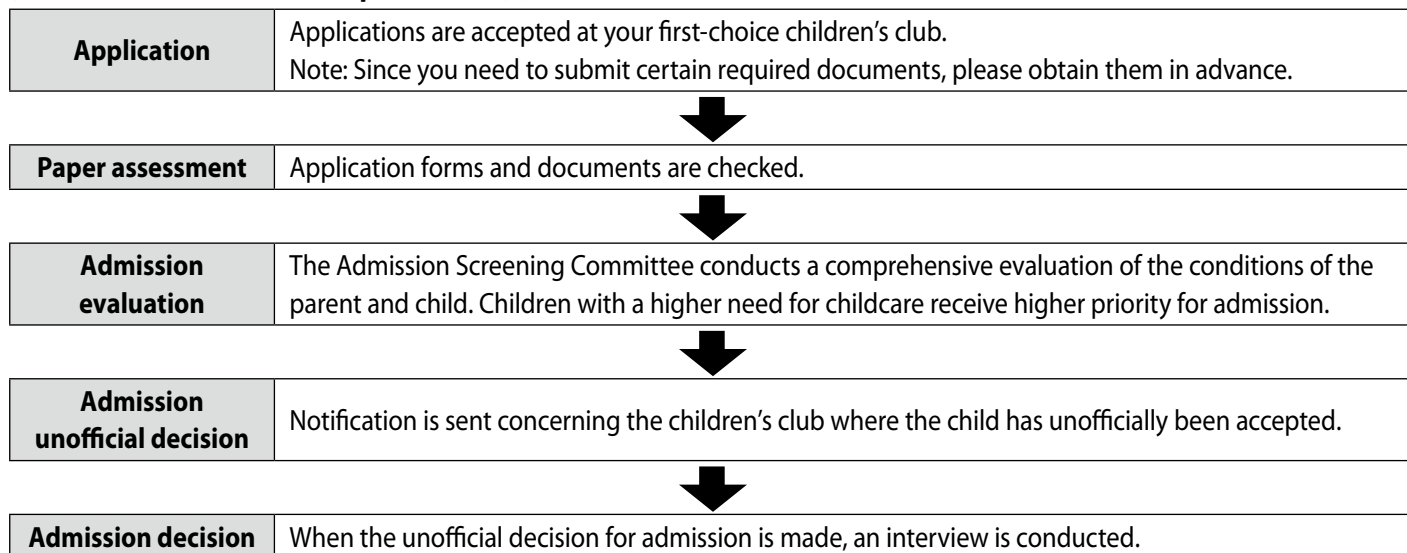 Application
Applications are accepted at your first-choice children's club.
Note: Since you need to submit certain required documents, please obtain them in advance.
Paper assessment
Application forms and documents are checked.
Admission
evaluation
The Admission Screening Committee conducts a comprehensive evaluation of the conditions of the
parent and child. Children with a higher need for childcare receive higher priority for admission.
Admission
unofficial decision
Notification is sent concerning the children's club where the child has unofficially been accepted.
Admission decision
When the unofficial decision for admission is made, an interview is conducted.